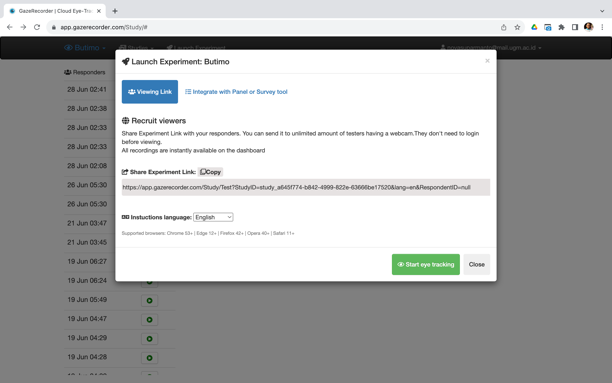 GazeRecorder | Cloud Eye-Tra
app.gazerecorder.com/Study/#
Butimo
Studies
Launch Experiment
Responders
28 Jun 02:41
28 Jun 02:38
28 Jun 02:33
28 Jun 02:33
28 Jun 02:08
26 Jun 05:30
26 Jun 05:30
21 Jun 03:47
21 Jun 03:45
19 Jun 06:27
19 Jun 06:24
19 Jun 05:49
19 Jun 04:47
19 Jun 04:29
19 Jun 04:28
Launch Experiment: Butimo
×
Viewing Link
Integrate with Panel or Survey tool
Recruit viewers
Share Experiment Link with your responders. You can send it to unlimited amount of testers having a webcam.They don't need to login
before viewing.
All recordings are instantly available on the dashboard
Share Experiment Link: Copy
https://app.gazerecorder.com/Study/Test?StudyID=study_a645f774-b842-4999-822e-63666be17520&lang=en&RespondentID=null
Instuctions language: English
Supported browsers: Chrome 53+ | Edge 12+ | Firefox 42+ | Opera 40+ | Safari 11+
Start eye tracking
Close